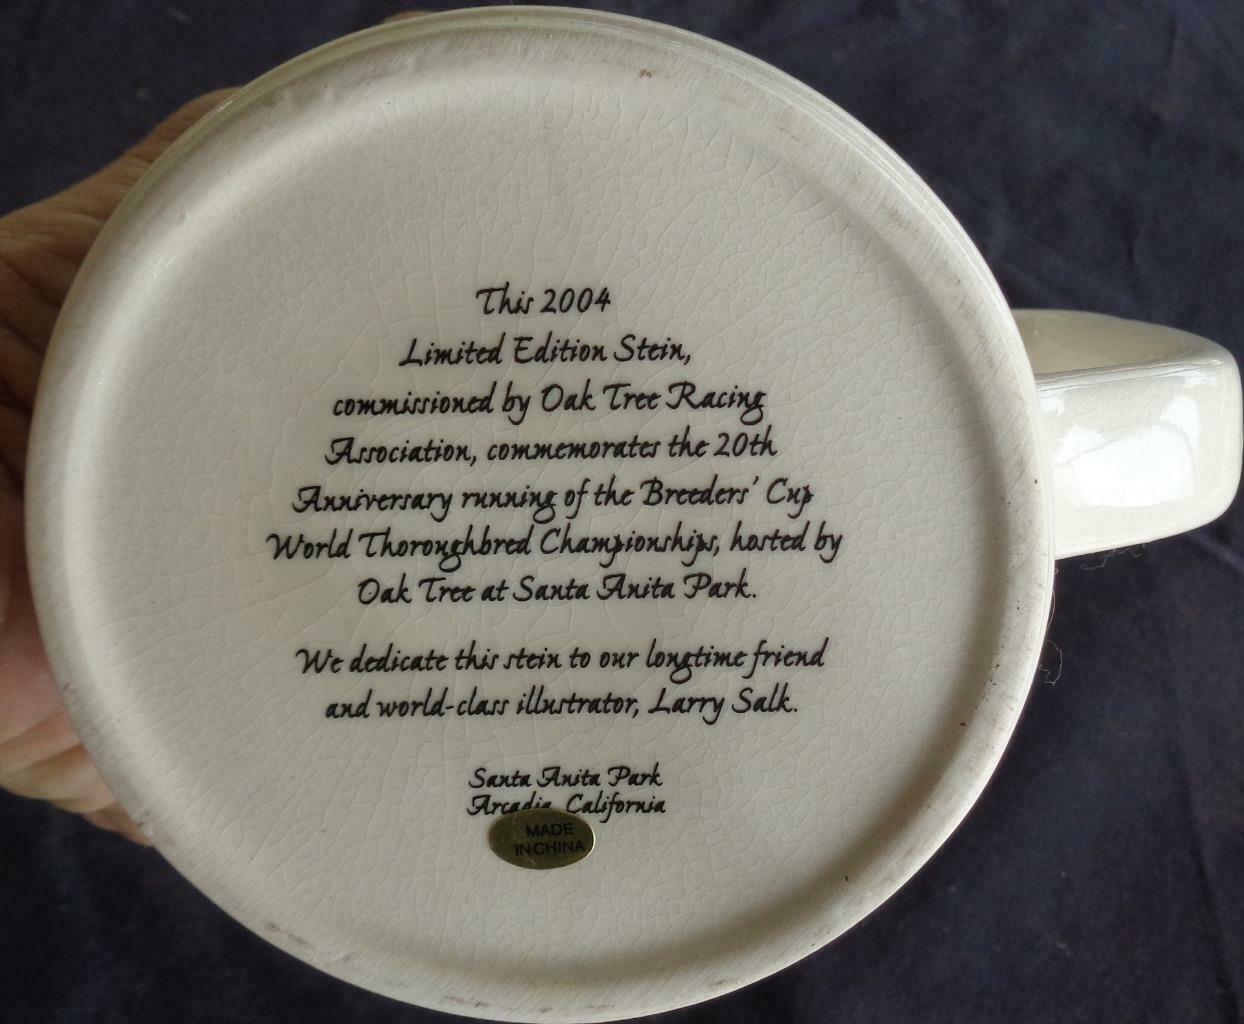 This 2004
Limited Edition Stein,
commissioned by Oak Tree Racing
Association, commemorates the 20th
Anniversary running of the Breeders' Cup
World Thoroughbred Championships, hosted by
Oak Tree at Santa Anita Park.
We dedicate this stein to our longtime friend
and world-class illustrator, Larry Salk.
Santa Anita Park
Arcadia, California
MADE
IN CHINA